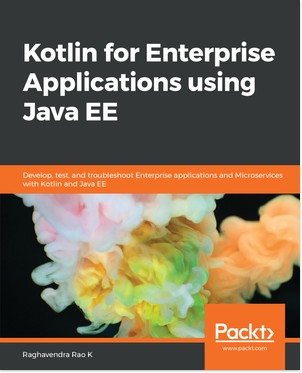 Kotlin for Enterprise
Applications using
Java EE
Develop, test, and troubleshoot Enterprise applications and Microservices
with Kotlin and Java EE
Packt>
www.packt.com
Raghavendra Rao K